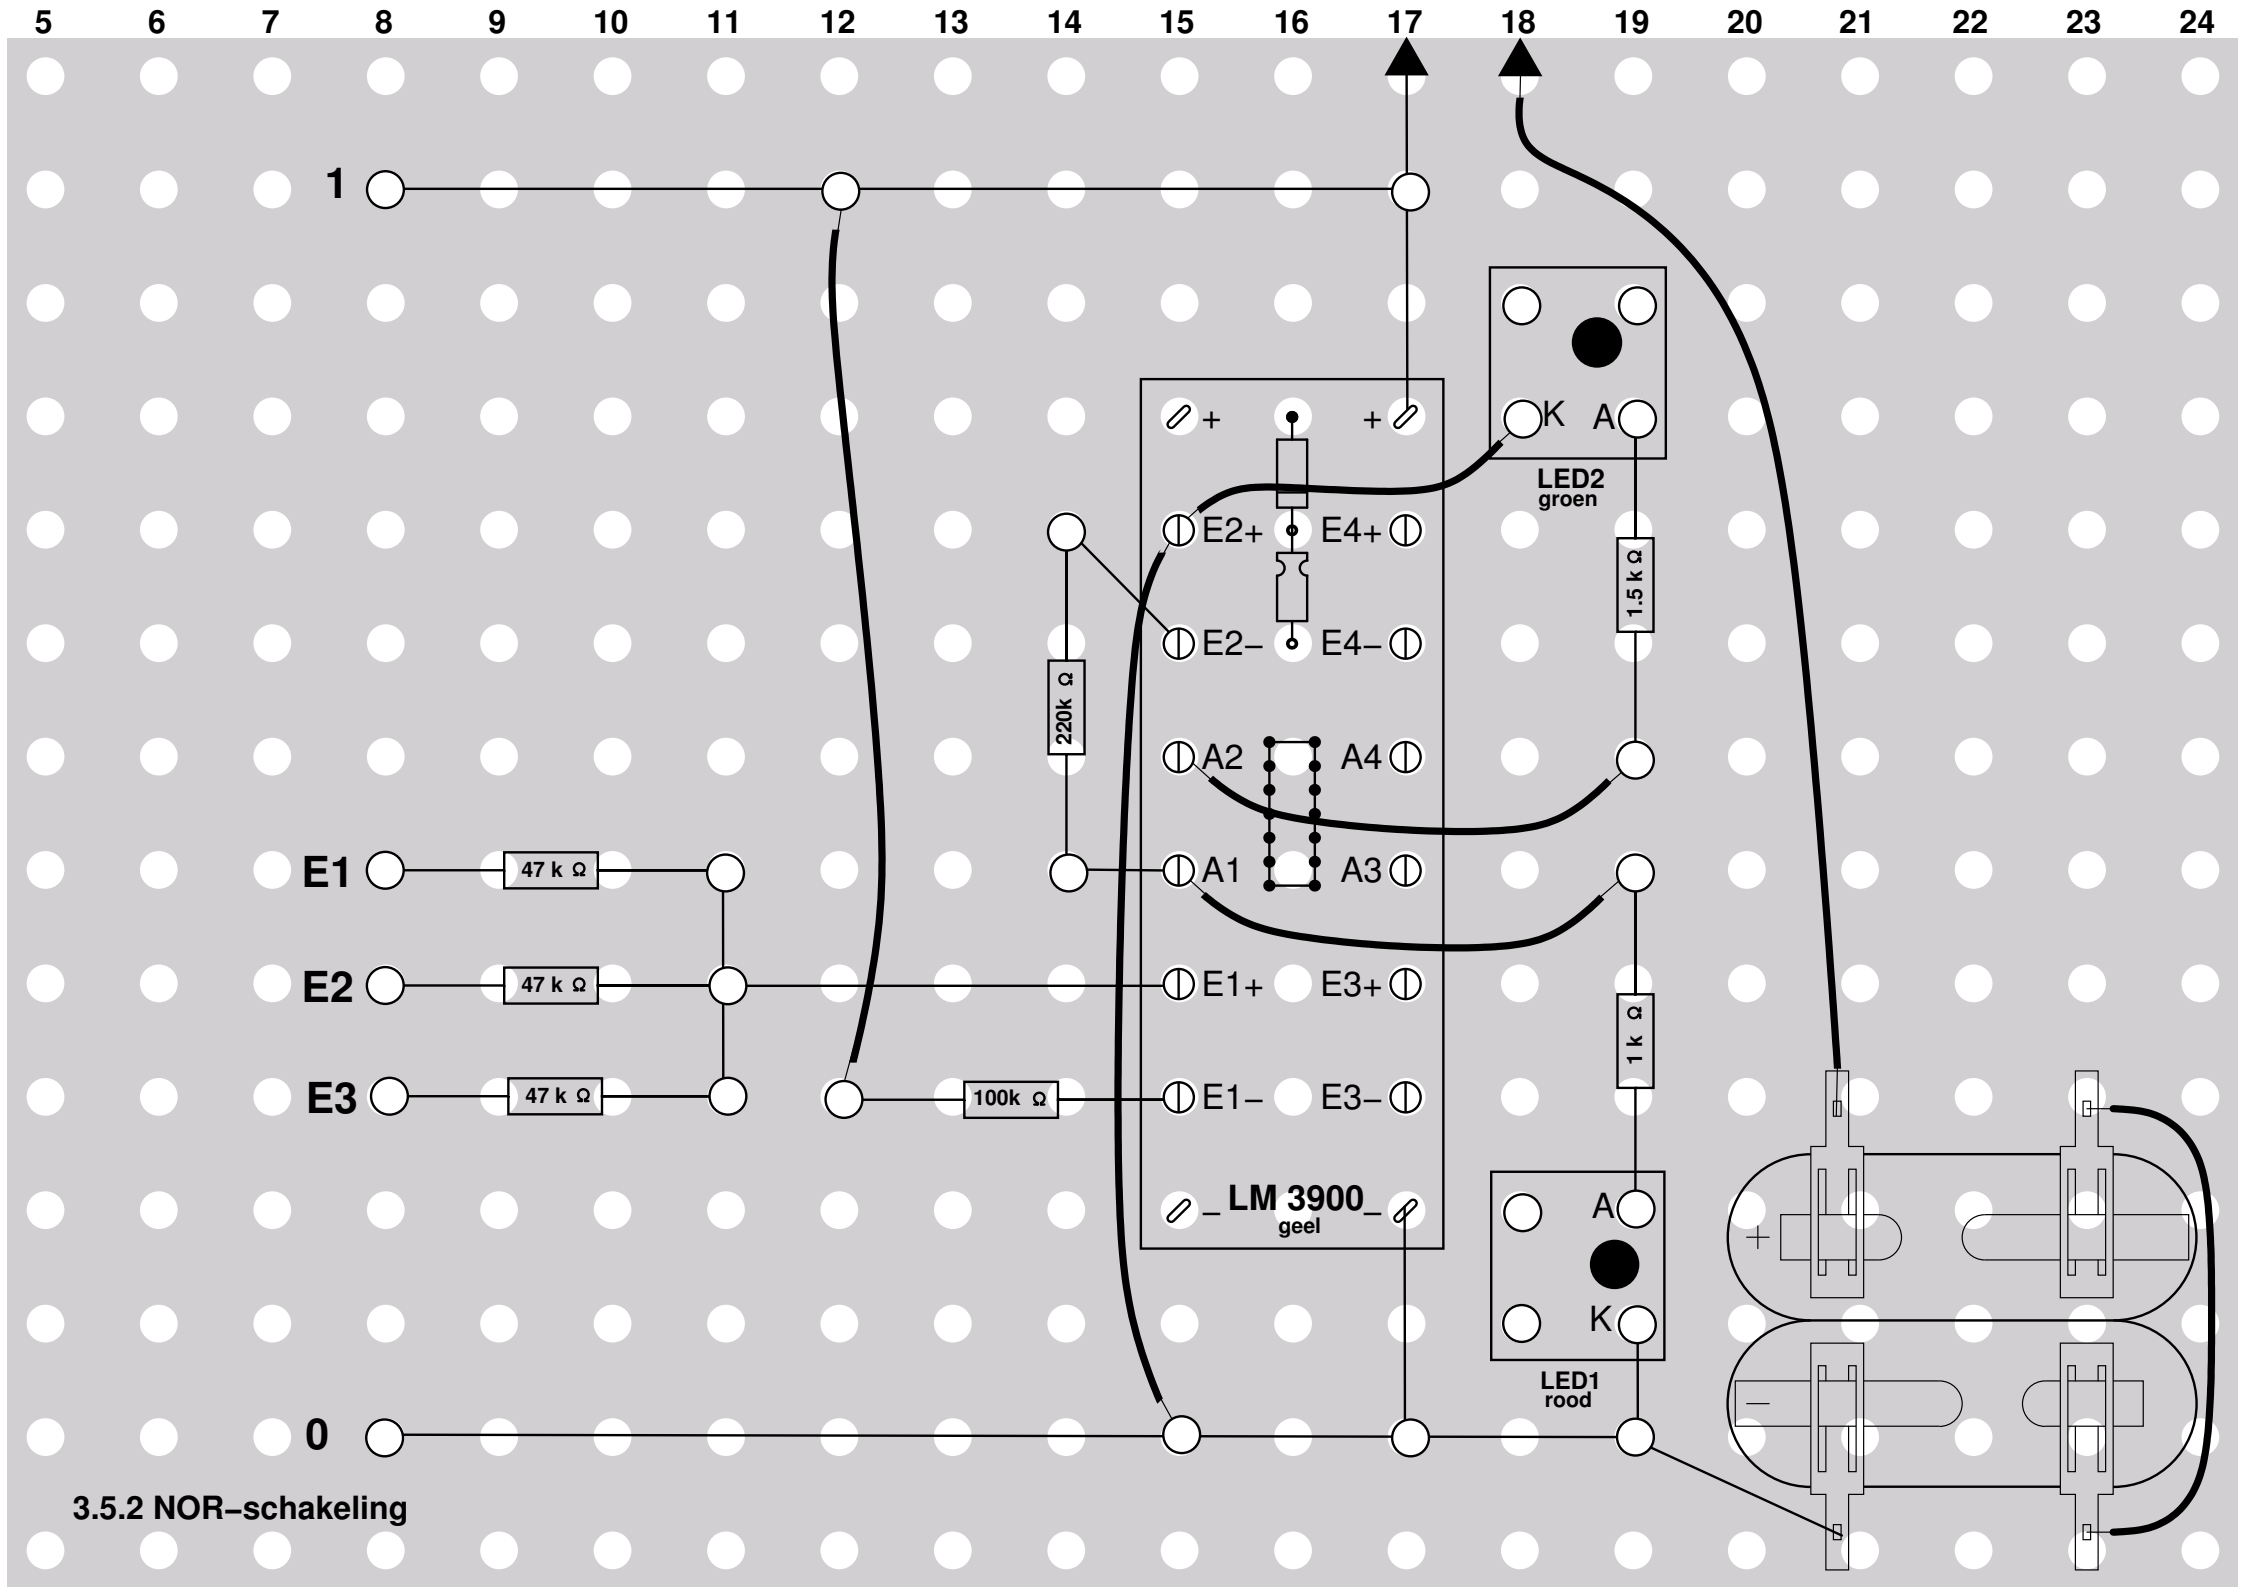 5 6 7 8 9 10 11 12 13 14 15 16 17 18 19 20 21 22 23 24
1
+ +
K A
LED2
groen
E2+ E4+
1.5 k Ω
E2− E4−
220k Ω
A2 A4
E1 47 k Ω
A1 A3
E2 47 k Ω
E1+ E3+
1 k Ω
E3 47 k Ω
100k Ω
E1− E3−
− LM 3900 −
geel
A
+
K
LED1
rood
−
0
3.5.2 NOR−schakeling